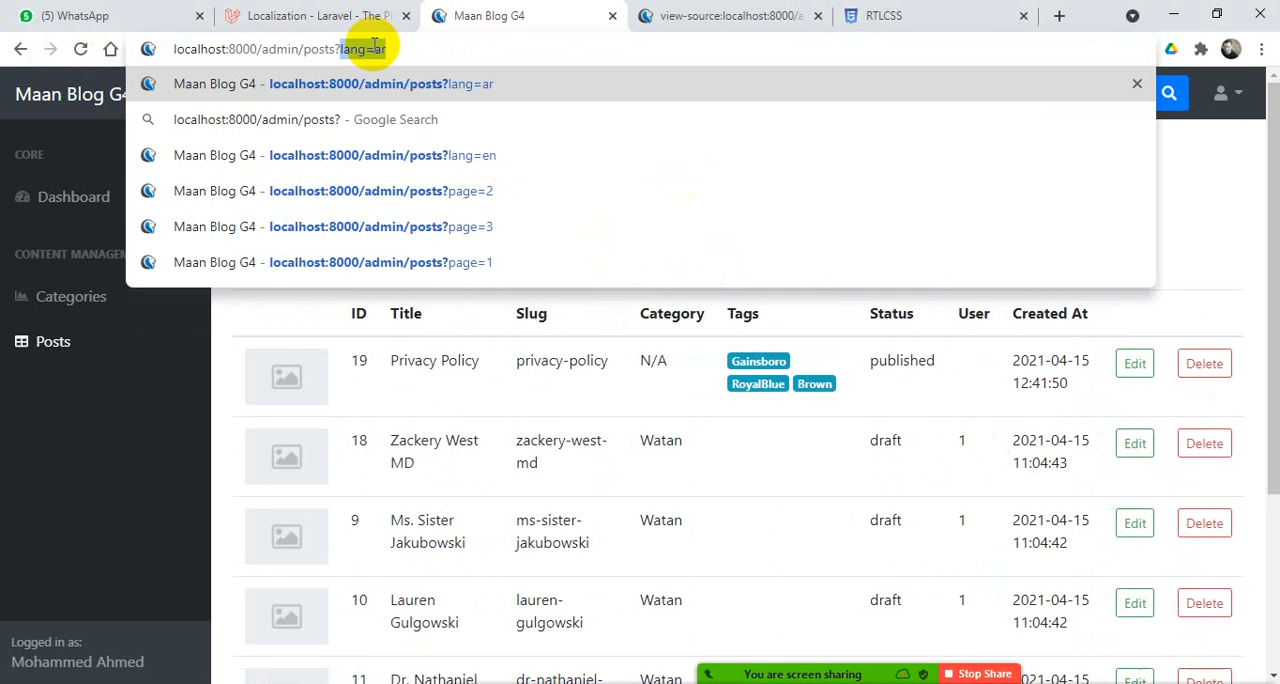 (15) WhatsApp
Localization - Laravel - The P
Maan Blog G4
view-source:localhost:8000/a
RTLCSS
localhost:8000/admin/posts?lang=ar
Maan Blog G4
Maan Blog G4 - localhost:8000/admin/posts?lang=ar
localhost:8000/admin/posts? - Google Search
Maan Blog G4 - localhost:8000/admin/posts?lang=en
Maan Blog G4 - localhost:8000/admin/posts?page=2
Maan Blog G4 - localhost:8000/admin/posts?page=3
Maan Blog G4 - localhost:8000/admin/posts?page=1
CORE
Dashboard
CONTENT MANAGEM
Categories
Posts
Logged in as:
Mohammed Ahmed
ID Title Slug Category Tags Status User Created At
19 Privacy Policy privacy-policy N/A Gainsboro RoyalBlue Brown published 2021-04-15 12:41:50 Edit Delete
18 Zackery West MD zackery-west-md Watan draft 1 2021-04-15 11:04:43 Edit Delete
9 Ms. Sister Jakubowski ms-sister-jakubowski Watan draft 1 2021-04-15 11:04:42 Edit Delete
10 Lauren Gulgowski lauren-gulgowski Watan draft 1 2021-04-15 11:04:42 Edit Delete
11 Dr. Nathaniel dr-nathaniel- Watan draft 1 2021-04-15 Edit Delete
You are screen sharing
Stop Share